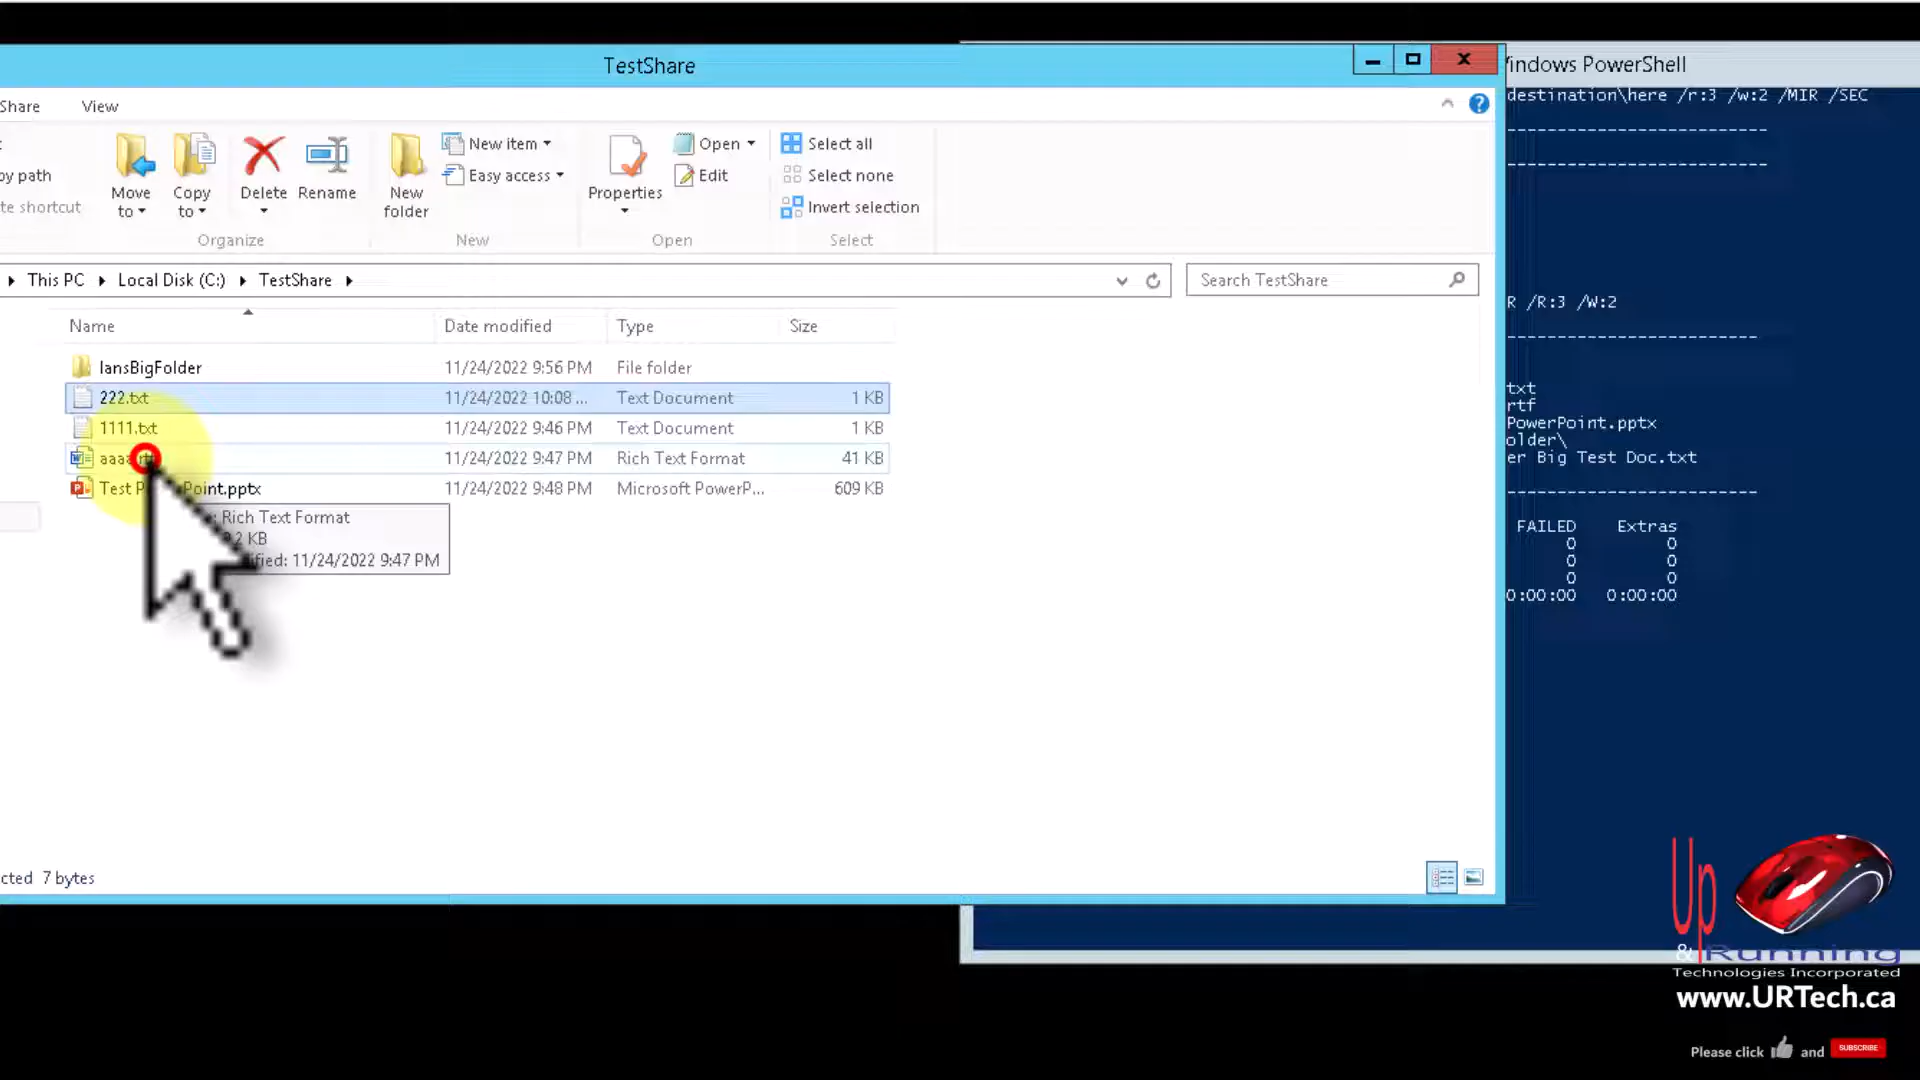 TestShare
Share View
py path
te shortcut
Move to
Copy to
Delete
Rename
New folder
New item
Easy access
Properties
Open
Edit
Select all
Select none
Invert selection
Organize New Open Select
This PC Local Disk (C:) TestShare
Search TestShare
Name Date modified Type Size
IansBigFolder 11/24/2022 9:56 PM File folder
222.txt 11/24/2022 10:08 ... Text Document 1 KB
1111.txt 11/24/2022 9:46 PM Text Document 1 KB
11/24/2022 9:47 PM Rich Text Format 41 KB
Test Point.pptx 11/24/2022 9:48 PM Microsoft PowerP... 609 KB
: Rich Text Format
KB
ified: 11/24/2022 9:47 PM
cted 7 bytes
indows PowerShell
destination\here /r:3 /w:2 /MIR /SEC
R /R:3 /W:2
txt
rtf
PowerPoint.pptx
older\
er Big Test Doc.txt
FAILED Extras
0 0
0 0
0 0
0:00:00 0:00:00
Up
& Running
Technologies Incorporated
www.URTech.ca
Please click and SUBSCRIBE